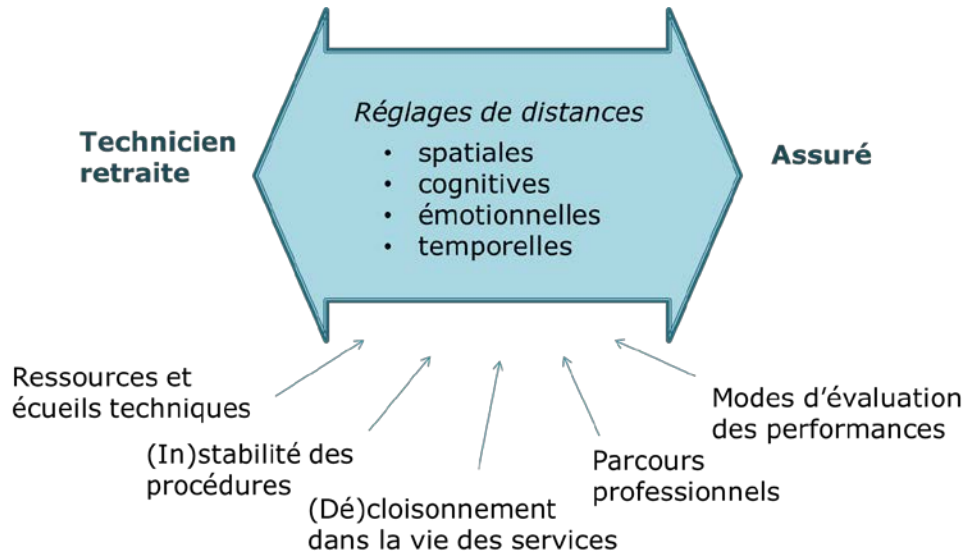 Réglages de distances
Technicien
retraite
• spatiales
• cognitives
• émotionnelles
• temporelles
Assuré
Ressources et
écueils techniques
(In)stabilité des
procédures
(Dé)cloisonnement
dans la vie des services
Parcours
professionnels
Modes d’évaluation
des performances